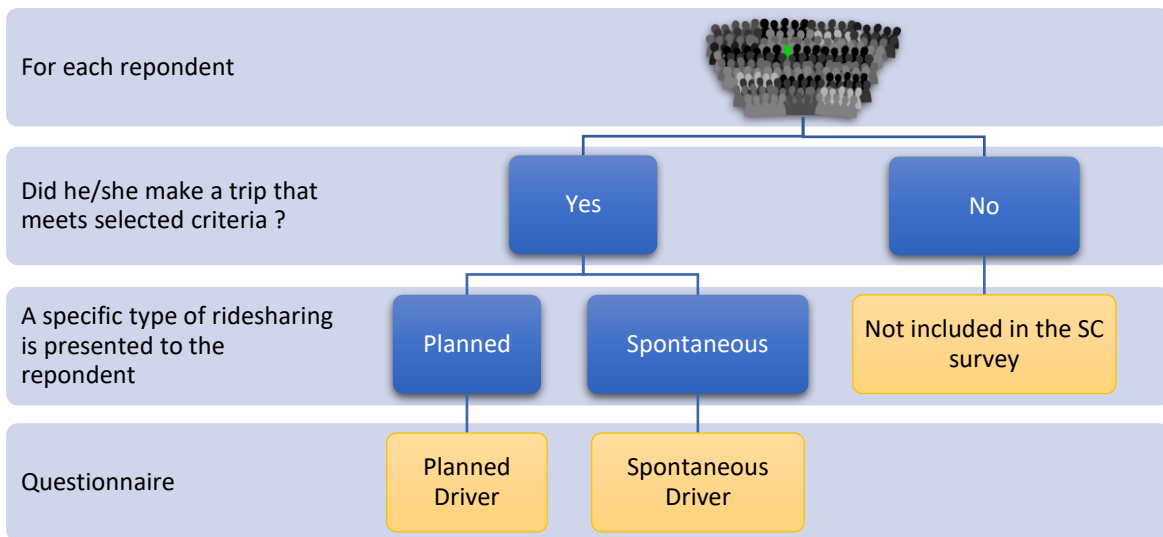 For each repondent
Did he/she make a trip that
meets selected criteria ?
Yes
No
A specific type of ridesharing
is presented to the
repondent
Planned
Spontaneous
Not included in the SC
survey
Questionnaire
Planned
Driver
Spontaneous
Driver